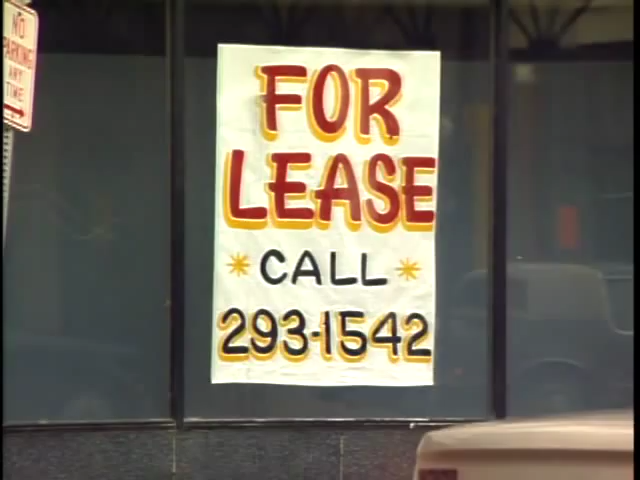 NO
PARKING
ANY
TIME
FOR
LEASE
* CALL *
293-1542